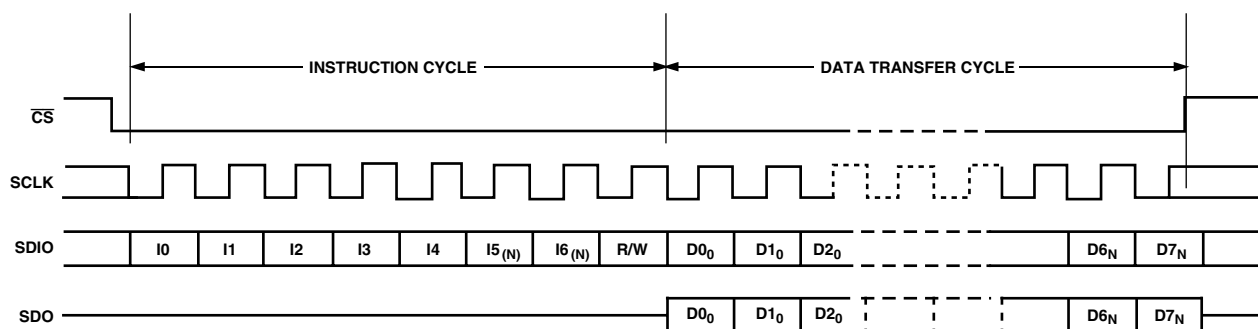 INSTRUCTION CYCLE DATA TRANSFER CYCLE
CS
SCLK
SDIO I0 I1 I2 I3 I4 I5(N) I6(N) R/W D00 D10 D20 D6N D7N
SDO D00 D10 D20 D6N D7N